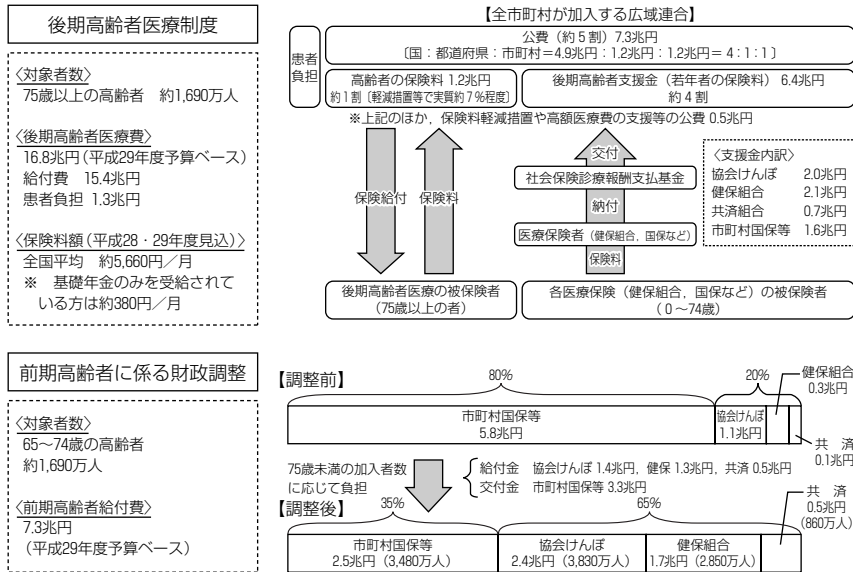 後期高齢者医療制度
〈対象者数〉
75歳以上の高齢者 約1,690万人
〈後期高齢者医療費〉
16.8兆円(平成29年度予算ベース)
給付費 15.4兆円
患者負担 1.3兆円
〈保険料額(平成28・29年度見込)〉
全国平均 約5,660円/月
※ 基礎年金のみを受給されて
いる方は約380円/月
【全市町村が加入する広域連合】
患者
負担
公費(約5割)7.3兆円
〔国:都道府県:市町村=4.9兆円:1.2兆円:1.2兆円=4:1:1〕
高齢者の保険料 1.2兆円
約1割〔軽減措置等で実質約7%程度〕
後期高齢者支援金(若年者の保険料) 6.4兆円
約4割
※上記のほか,保険料軽減措置や高額医療費の支援等の公費 0.5兆円
保険給付
保険料
交付
社会保険診療報酬支払基金
納付
医療保険者(健保組合,国保など)
保険料
〈支援金内訳〉
協会けんぽ 2.0兆円
健保組合 2.1兆円
共済組合 0.7兆円
市町村国保等 1.6兆円
後期高齢者医療の被保険者
(75歳以上の者)
各医療保険(健保組合,国保など)の被保険者
(0~74歳)
前期高齢者に係る財政調整
〈対象者数〉
65~74歳の高齢者
約1,690万人
〈前期高齢者給付費〉
7.3兆円
(平成29年度予算ベース)
【調整前】
80%
20%
健保組合
0.3兆円
市町村国保等
5.8兆円
協会けんぽ
1.1兆円
共 済
0.1兆円
75歳未満の加入者数
に応じて負担
給付金 協会けんぽ 1.4兆円,健保 1.3兆円,共済 0.5兆円
交付金 市町村国保等 3.3兆円
【調整後】
35%
65%
共 済
0.5兆円
(860万人)
市町村国保等
2.5兆円(3,480万人)
協会けんぽ
2.4兆円(3,830万人)
健保組合
1.7兆円(2,850万人)